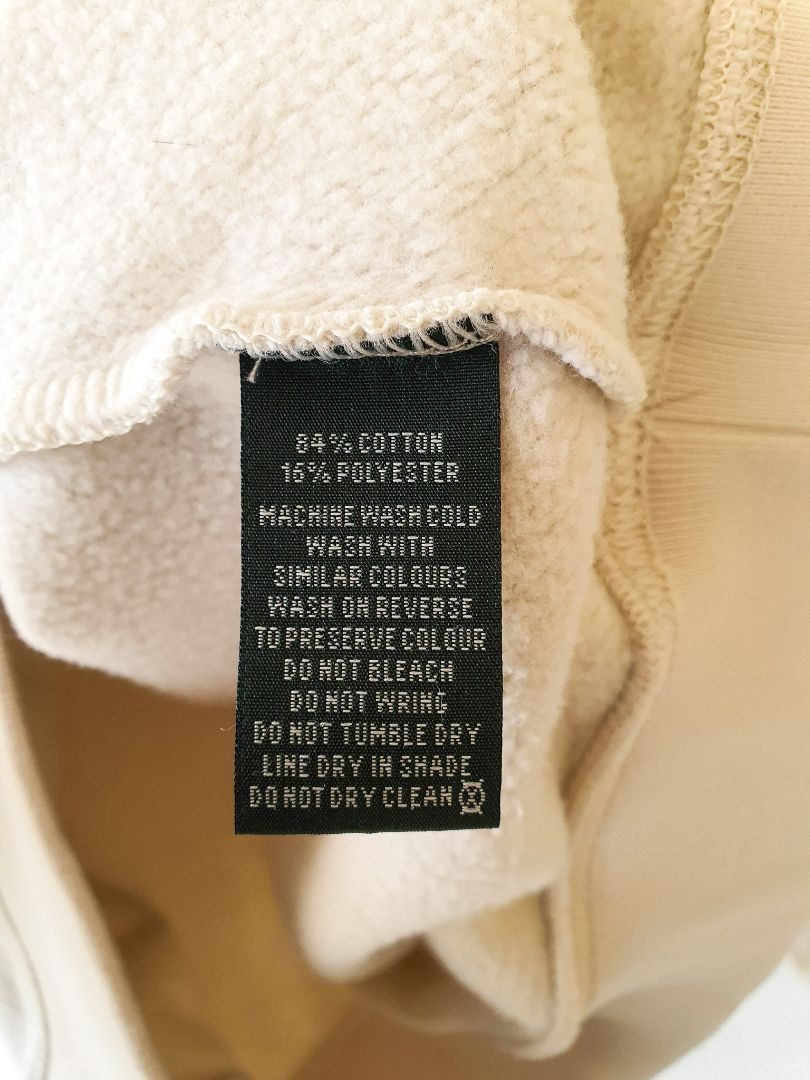 84% COTTON
16% POLYESTER
MACHINE WASH COLD
WASH WITH
SIMILAR COLOURS
WASH ON REVERSE
TO PRESERVE COLOUR
DO NOT BLEACH
DO NOT WRING
DO NOT TUMBLE DRY
LINE DRY IN SHADE
DO NOT DRY CLEAN